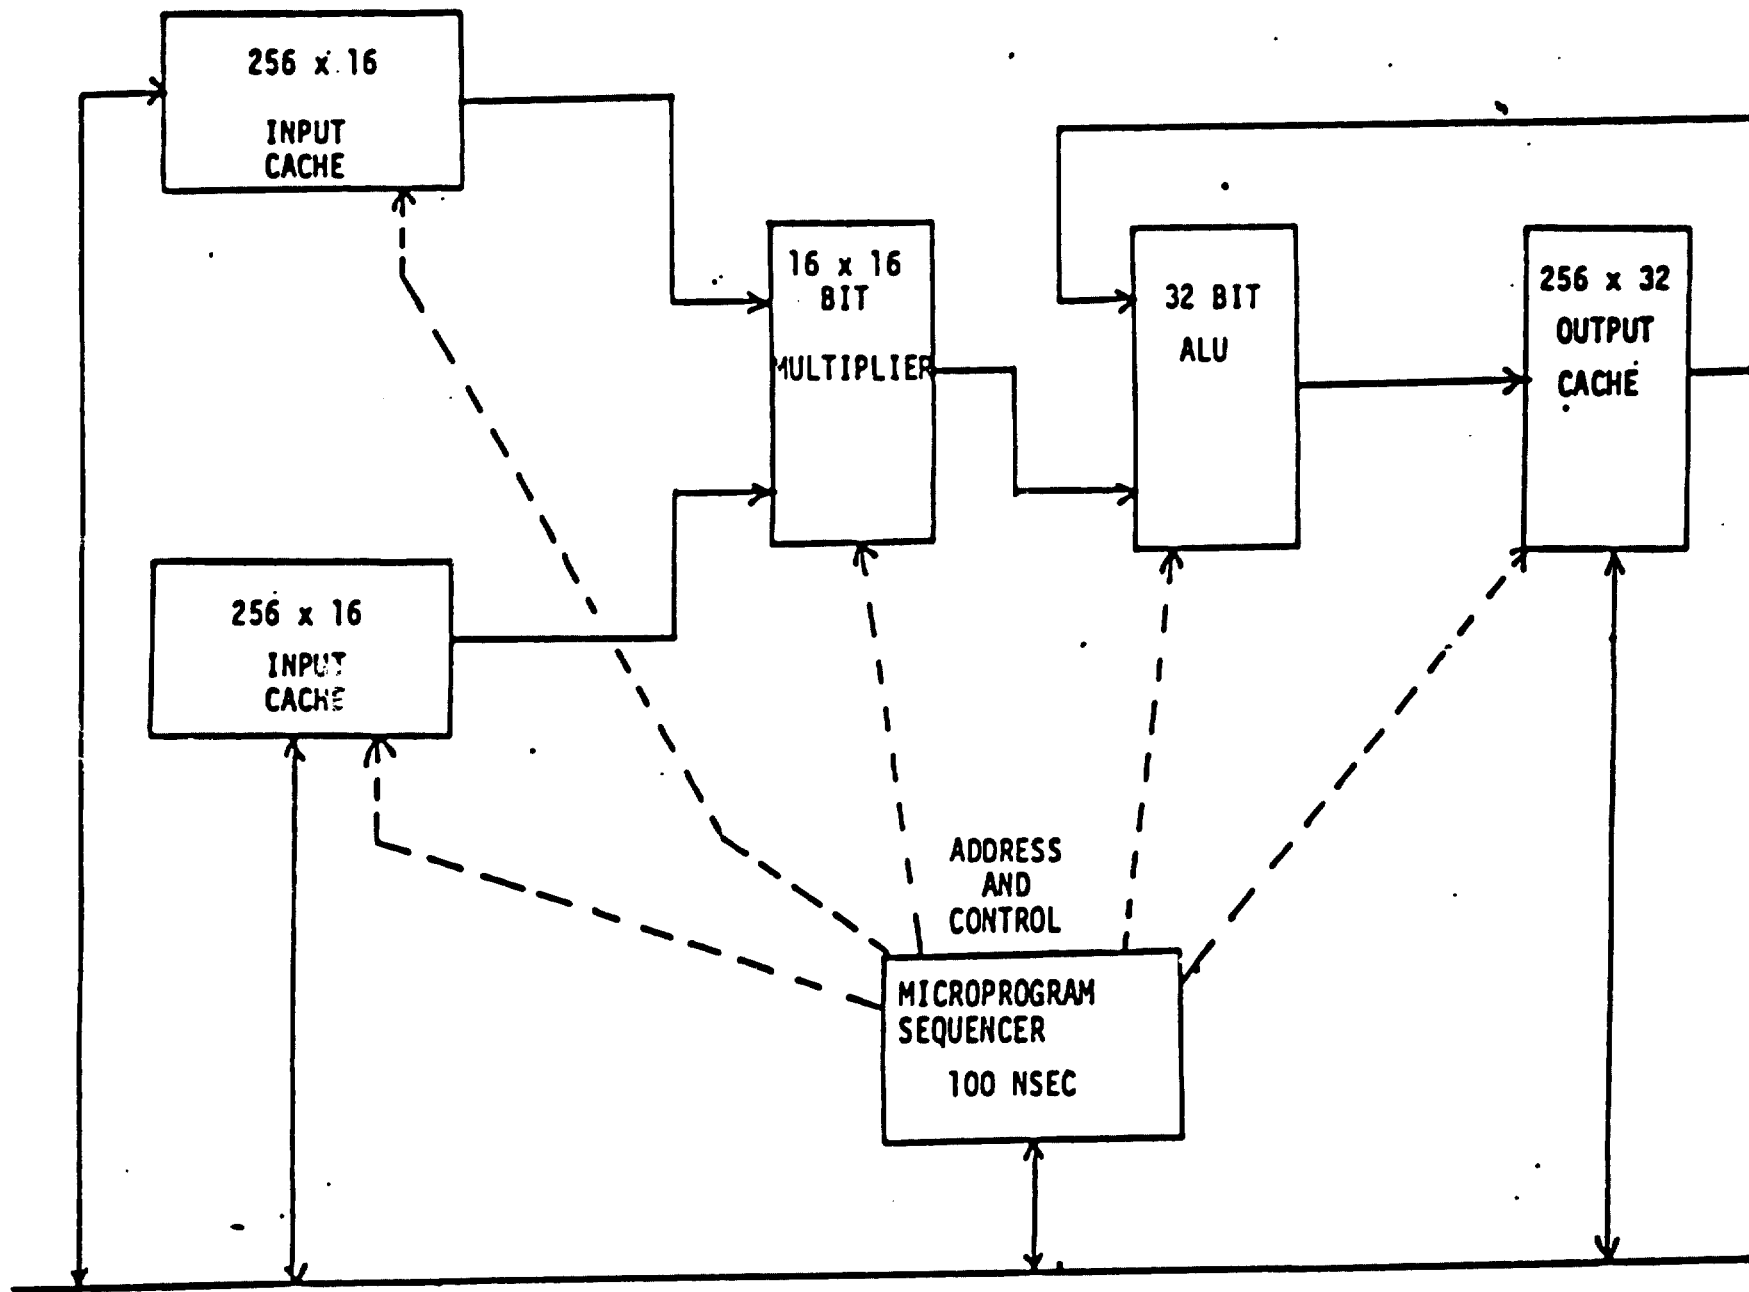 256 x 16
INPUT
CACHE
16 x 16
BIT
MULTIPLIER
32 BIT
ALU
256 x 32
OUTPUT
CACHE
256 x 16
INPUT
CACHE
ADDRESS
AND
CONTROL
MICROPROGRAM
SEQUENCER
100 NSEC